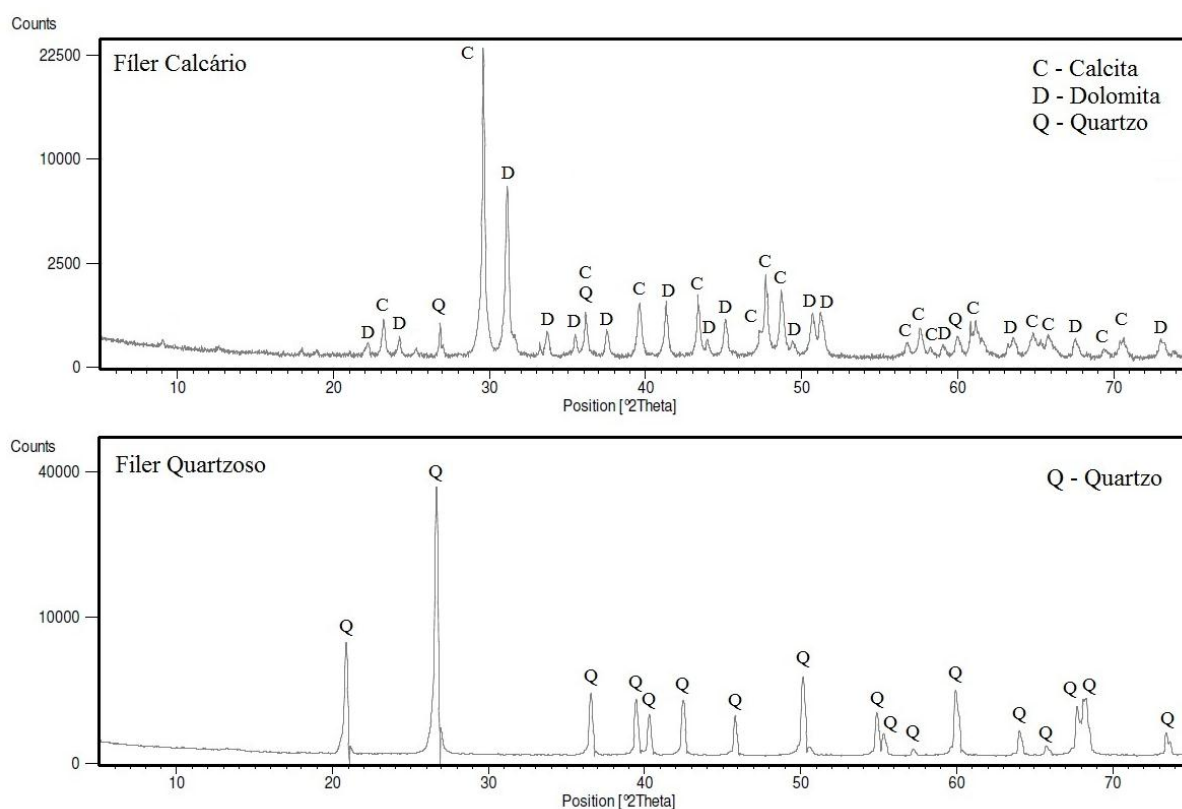 Counts
22500
10000
2500
0
Fíler Calcário
C - Calcita
D - Dolomita
Q - Quartzo
C
D
D C D Q
D D C Q D
C D C D D C C C D D D
C C C D Q C D C C D C C D
10 20 30 40 50 60 70
Position [°2Theta]
Counts
40000
10000
0
Filer Quartzoso
Q - Quartzo
Q Q Q Q Q Q Q Q Q Q Q Q Q Q Q Q Q
10 20 30 40 50 60 70
Position [°2Theta]